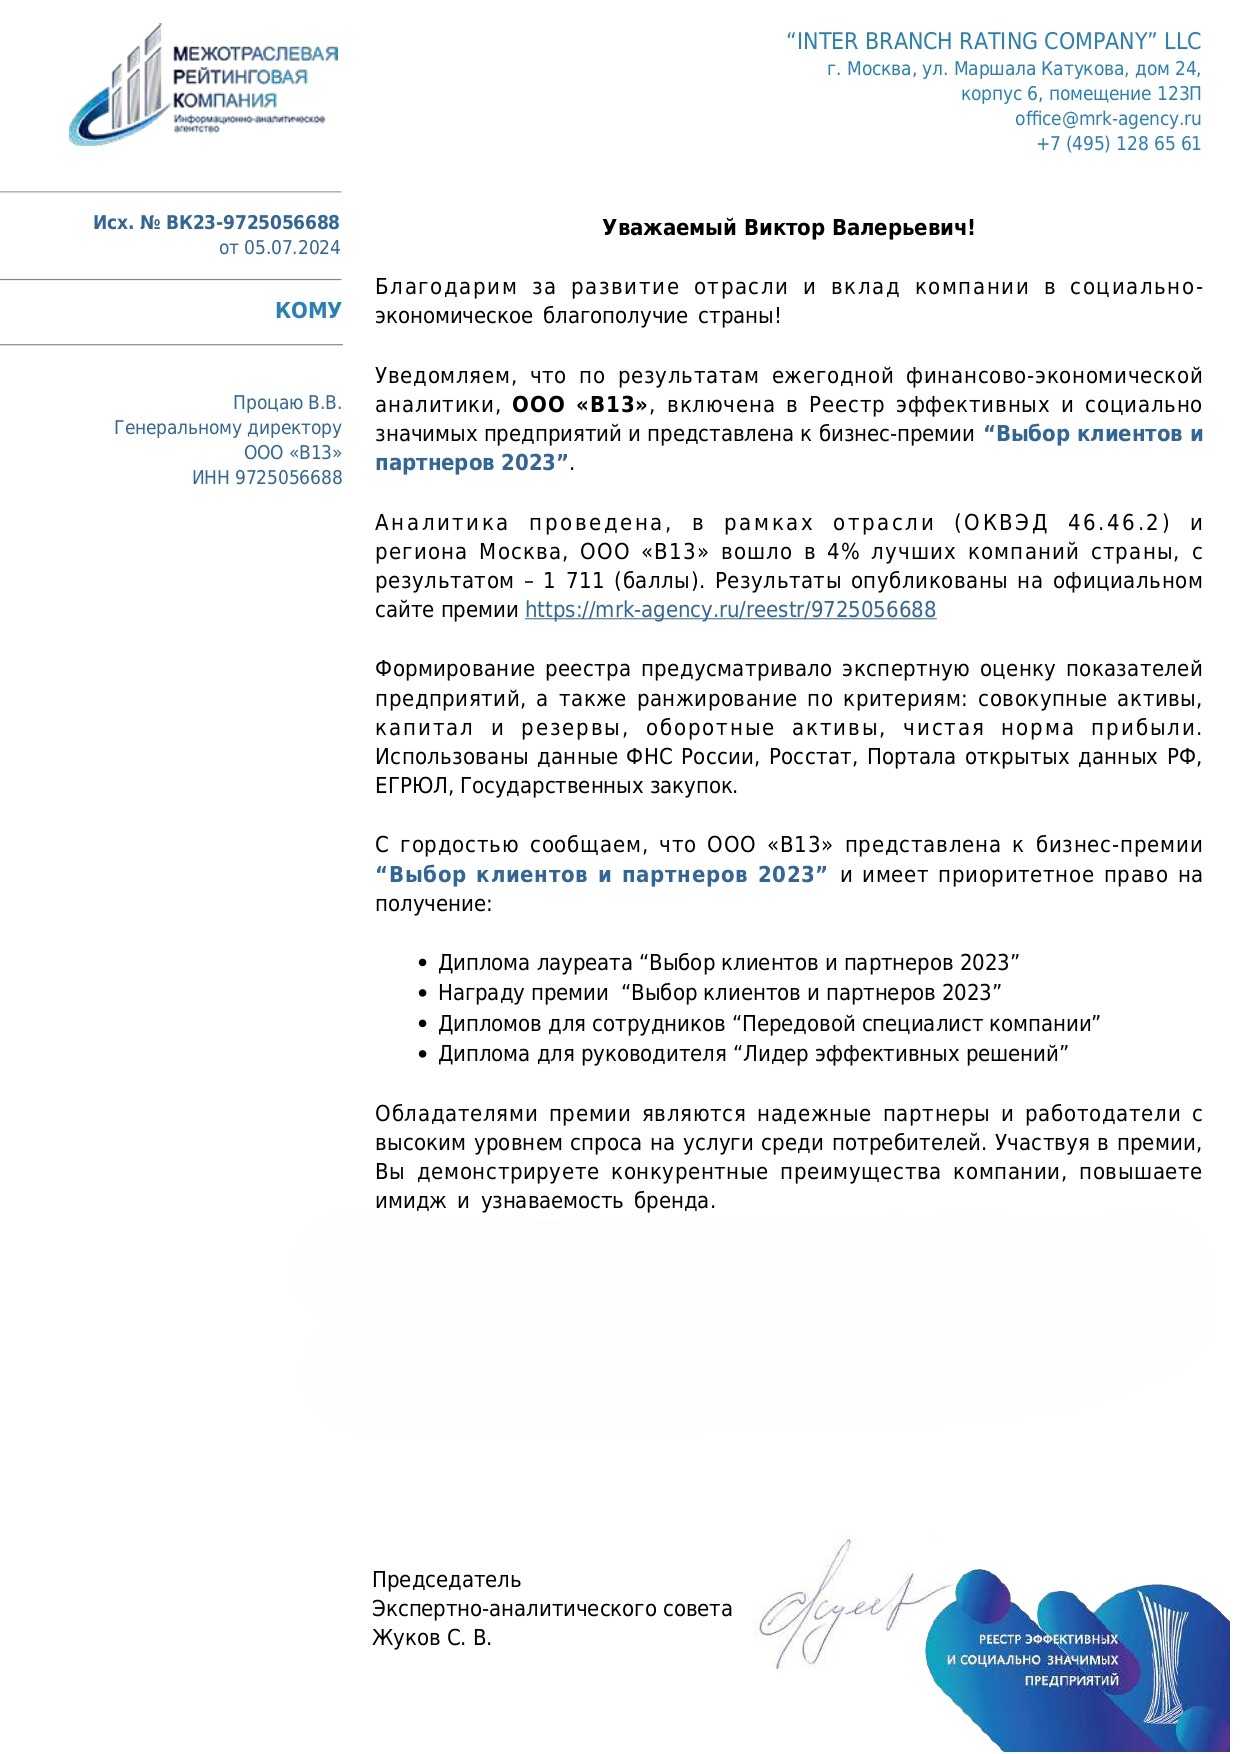 МЕЖОТРАСЛЕВАЯ
РЕЙТИНГОВАЯ
КОМПАНИЯ
Информационно-аналитическое
агентство
“INTER BRANCH RATING COMPANY” LLC
г. Москва, ул. Маршала Катукова, дом 24,
корпус 6, помещение 123П
office@mrk-agency.ru
+7 (495) 128 65 61
Исх. № ВК23-9725056688
от 05.07.2024
КОМУ
Процаю В.В.
Генеральному директору
ООО «В13»
ИНН 9725056688
Уважаемый Виктор Валерьевич!
Благодарим за развитие отрасли и вклад компании в социально-
экономическое благополучие страны!
Уведомляем, что по результатам ежегодной финансово-экономической
аналитики, ООО «В13», включена в Реестр эффективных и социально
значимых предприятий и представлена к бизнес-премии “Выбор клиентов и
партнеров 2023”.
Аналитика проведена, в рамках отрасли (ОКВЭД 46.46.2) и
региона Москва, ООО «В13» вошло в 4% лучших компаний страны, с
результатом – 1 711 (баллы). Результаты опубликованы на официальном
сайте премии https://mrk-agency.ru/reestr/9725056688
Формирование реестра предусматривало экспертную оценку показателей
предприятий, а также ранжирование по критериям: совокупные активы,
капитал и резервы, оборотные активы, чистая норма прибыли.
Использованы данные ФНС России, Росстат, Портала открытых данных РФ,
ЕГРЮЛ, Государственных закупок.
С гордостью сообщаем, что ООО «В13» представлена к бизнес-премии
“Выбор клиентов и партнеров 2023” и имеет приоритетное право на
получение:
• Диплома лауреата “Выбор клиентов и партнеров 2023”
• Награду премии “Выбор клиентов и партнеров 2023”
• Дипломов для сотрудников “Передовой специалист компании”
• Диплома для руководителя “Лидер эффективных решений”
Обладателями премии являются надежные партнеры и работодатели с
высоким уровнем спроса на услуги среди потребителей. Участвуя в премии,
Вы демонстрируете конкурентные преимущества компании, повышаете
имидж и узнаваемость бренда.
Председатель
Экспертно-аналитического совета
Жуков С. В.
РЕЕСТР ЭФФЕКТИВНЫХ
И СОЦИАЛЬНО ЗНАЧИМЫХ
ПРЕДПРИЯТИЙ